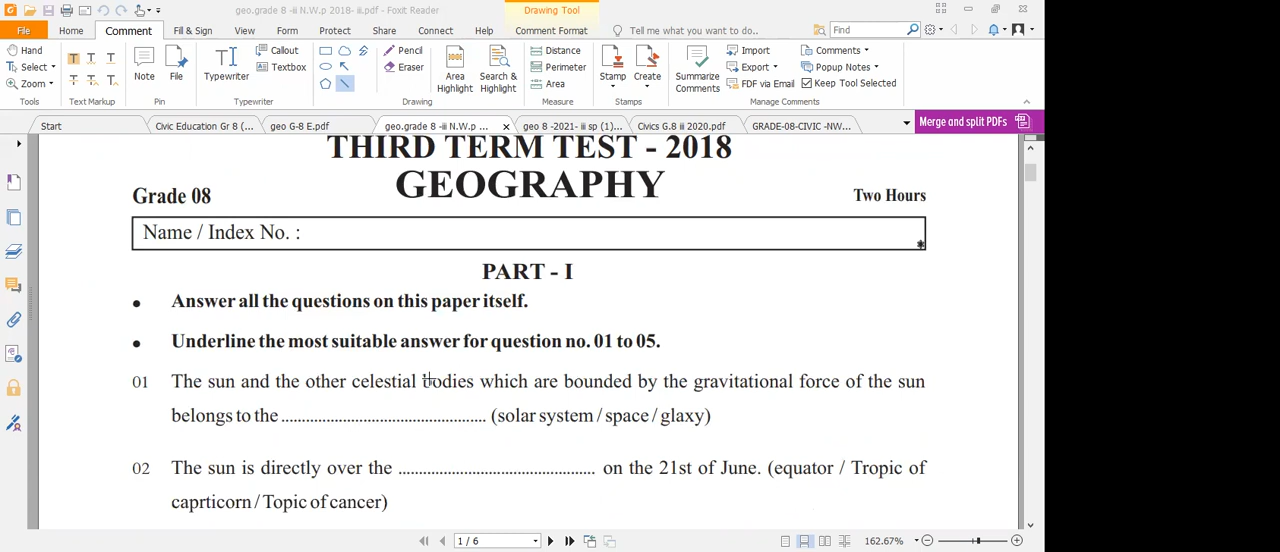 geo.grade 8 -ii N.W.p 2018- iii.pdf - Foxit Reader
Drawing Tool
File Home Comment Fill & Sign View Form Protect Share Connect Help Comment Format Tell me what you want to do.. Find
Hand Select Zoom Tools
T T T T T T Text Markup
Note File Pin
Typewriter Callout Textbox Typewriter
Pencil Eraser Drawing
Area Highlight Search & Highlight
Distance Perimeter Area Measure
Stamp Create Stamps
Summarize Comments Import Export FDF via Email Comments Popup Notes Keep Tool Selected Manage Comments
Start Civic Education Gr 8 (... geo G-8 E.pdf geo.grade 8 -ii N.W.p ... geo 8 -2021- ii sp (1)... Civics G.8 ii 2020.pdf GRADE-08-CIVIC -NW... Merge and split PDFs
THIRD TERM TEST - 2018
GEOGRAPHY
Grade 08 Two Hours
Name / Index No. :
PART - I
• Answer all the questions on this paper itself.
• Underline the most suitable answer for question no. 01 to 05.
01 The sun and the other celestial bodies which are bounded by the gravitational force of the sun
belongs to the ................................................. (solar system / space / glaxy)
02 The sun is directly over the ............................................... on the 21st of June. (equator / Tropic of
caprticorn / Topic of cancer)
1 / 6 162.67%